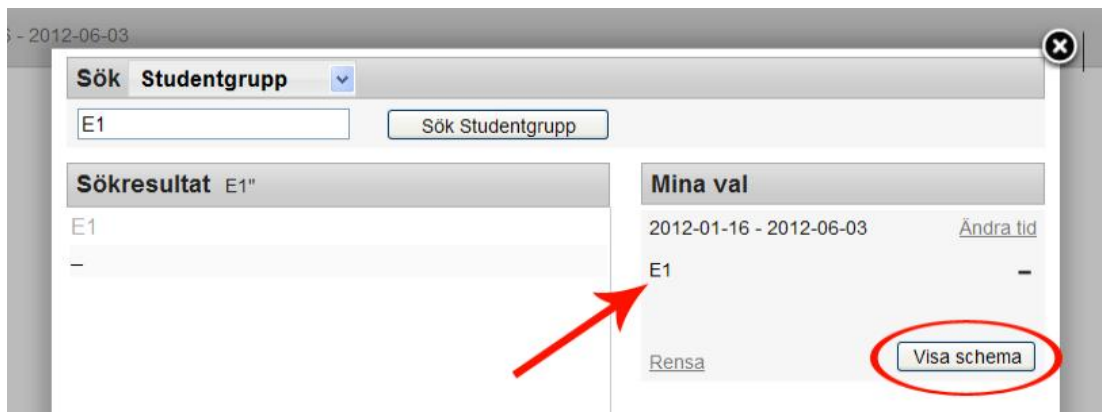 - 2012-06-03
Sök Studentgrupp
E1
Sök Studentgrupp
Sökresultat E1"
E1
–
Mina val
2012-01-16 - 2012-06-03 Ändra tid
E1 –
Rensa
Visa schema